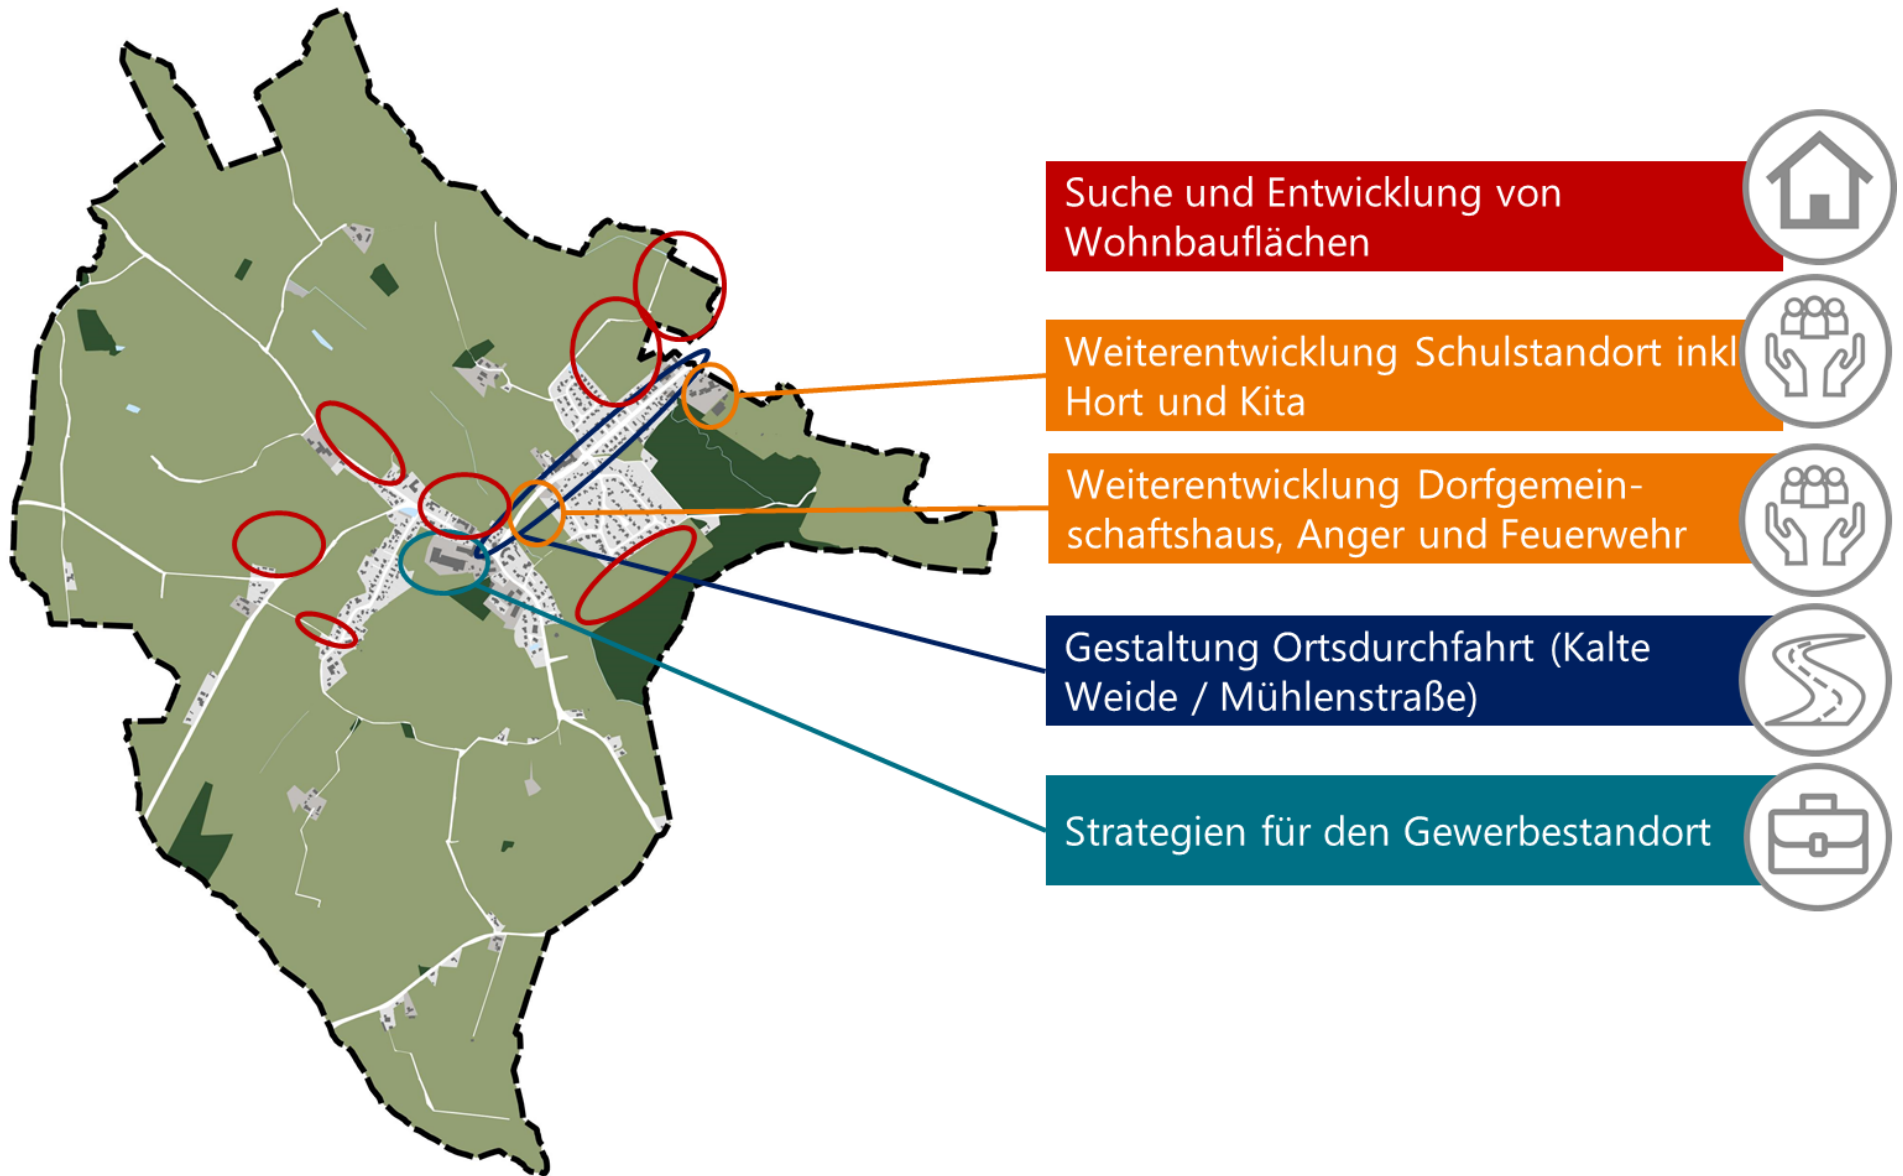 Suche und Entwicklung von
Wohnbauflächen
Weiterentwicklung Schulstandort inkl
Hort und Kita
Weiterentwicklung Dorfgemein-
schaftshaus, Anger und Feuerwehr
Gestaltung Ortsdurchfahrt (Kalte
Weide / Mühlenstraße)
Strategien für den Gewerbestandort